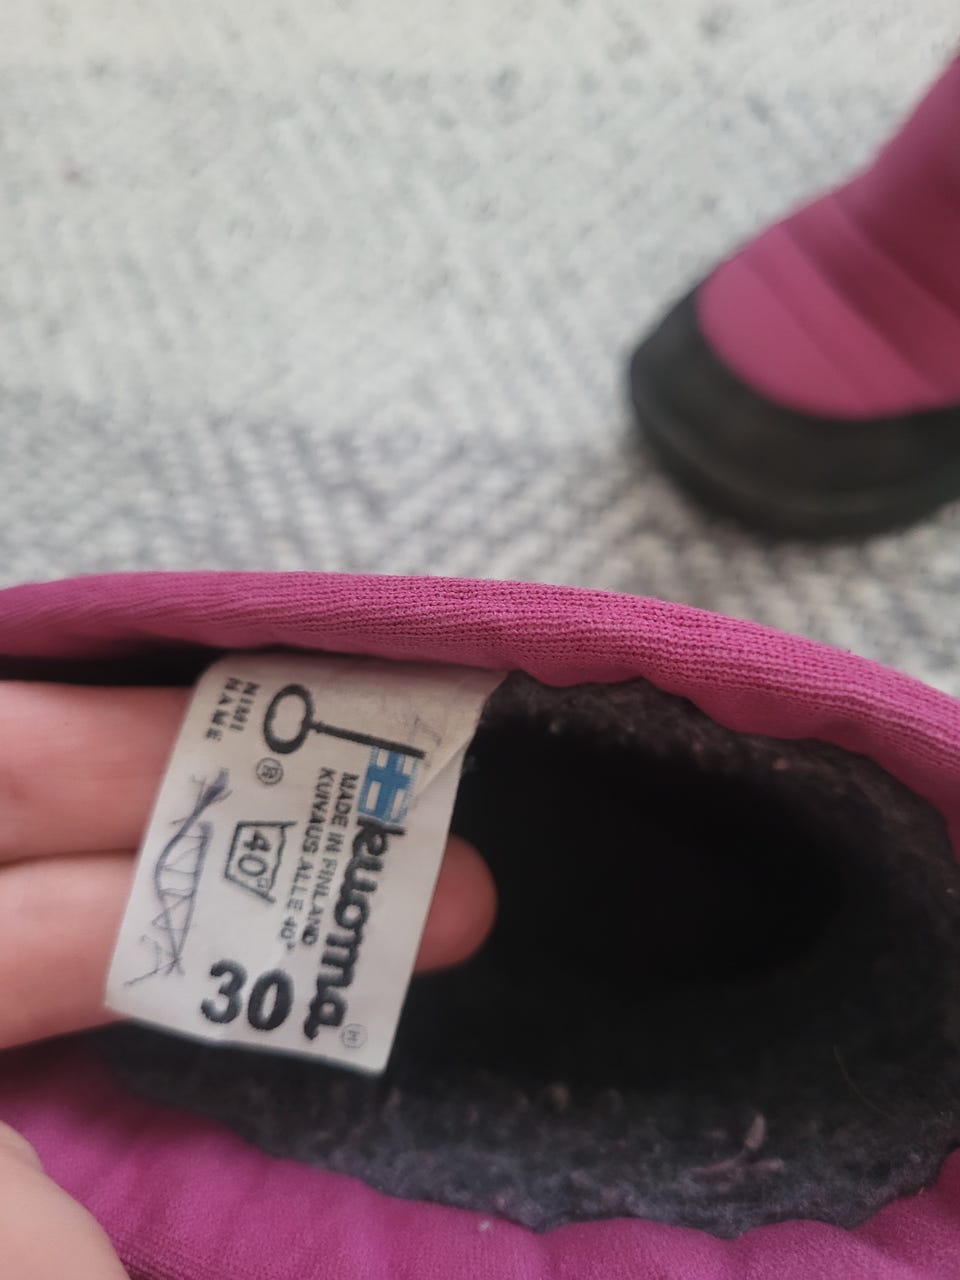 kuoma®
MADE IN FINLAND
KUIVAUS ALLE 40°
®
40°
30
NIMI
NAME